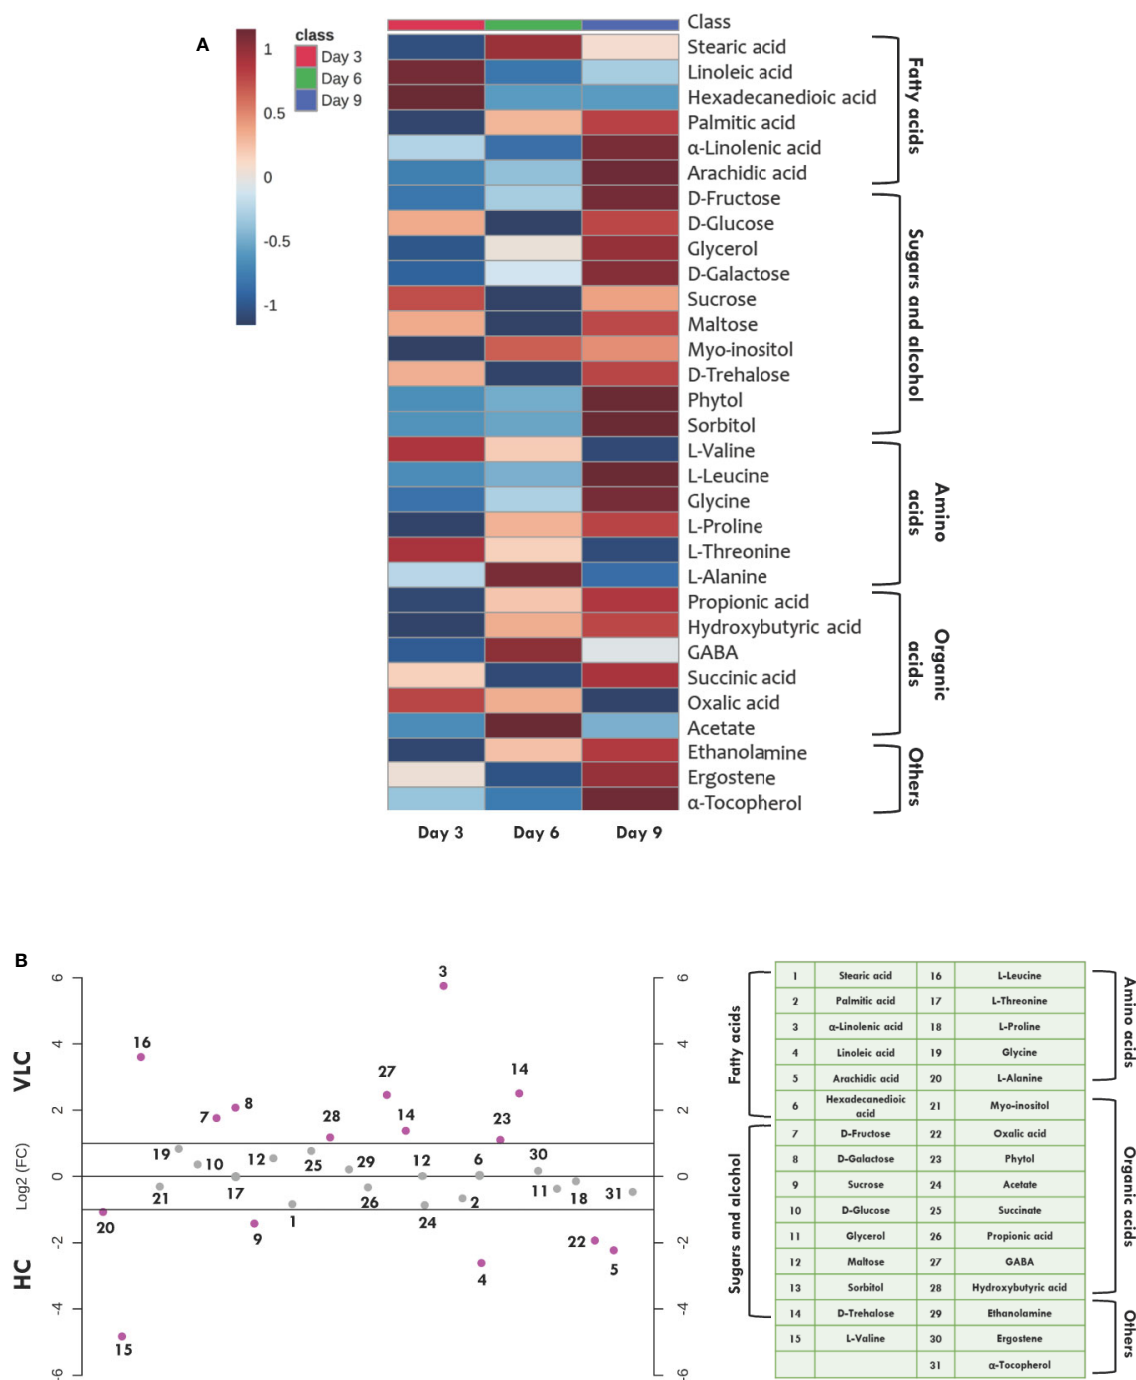 A
class
Day 3
Day 6
Day 9
1
0.5
0
-0.5
-1
Class
Stearic acid
Linoleic acid
Hexadecanedioic acid
Palmitic acid
α-Linolenic acid
Arachidic acid
D-Fructose
D-Glucose
Glycerol
D-Galactose
Sucrose
Maltose
Myo-inositol
D-Trehalose
Phytol
Sorbitol
L-Valine
L-Leucine
Glycine
L-Proline
L-Threonine
L-Alanine
Propionic acid
Hydroxybutyric acid
GABA
Succinic acid
Oxalic acid
Acetate
Ethanolamine
Ergostene
α-Tocopherol
Fatty acids
Sugars and alcohol
Amino
acids
Organic
acids
Others
Day 3 Day 6 Day 9
B
VLC
Log2 (FC)
HC
6
4
2
0
-2
-4
-6
6
4
2
0
-2
-4
-6
3
16
27
14
7
8
28
14
23
19
10
12
25
29
12
6
30
21
17
1
26
24
2
11
18
31
20
9
22
4
5
15
Fatty acids
Sugars and alcohol
1 Stearic acid 16 L-Leucine
2 Palmitic acid 17 L-Threonine
3 α-Linolenic acid 18 L-Proline
4 Linoleic acid 19 Glycine
5 Arachidic acid 20 L-Alanine
6 Hexadecanedioic acid 21 Myo-inositol
7 D-Fructose 22 Oxalic acid
8 D-Galactose 23 Phytol
9 Sucrose 24 Acetate
10 D-Glucose 25 Succinate
11 Glycerol 26 Propionic acid
12 Maltose 27 GABA
13 Sorbitol 28 Hydroxybutyric acid
14 D-Trehalose 29 Ethanolamine
15 L-Valine 30 Ergostene
31 α-Tocopherol
Amino acids
Organic acids
Others